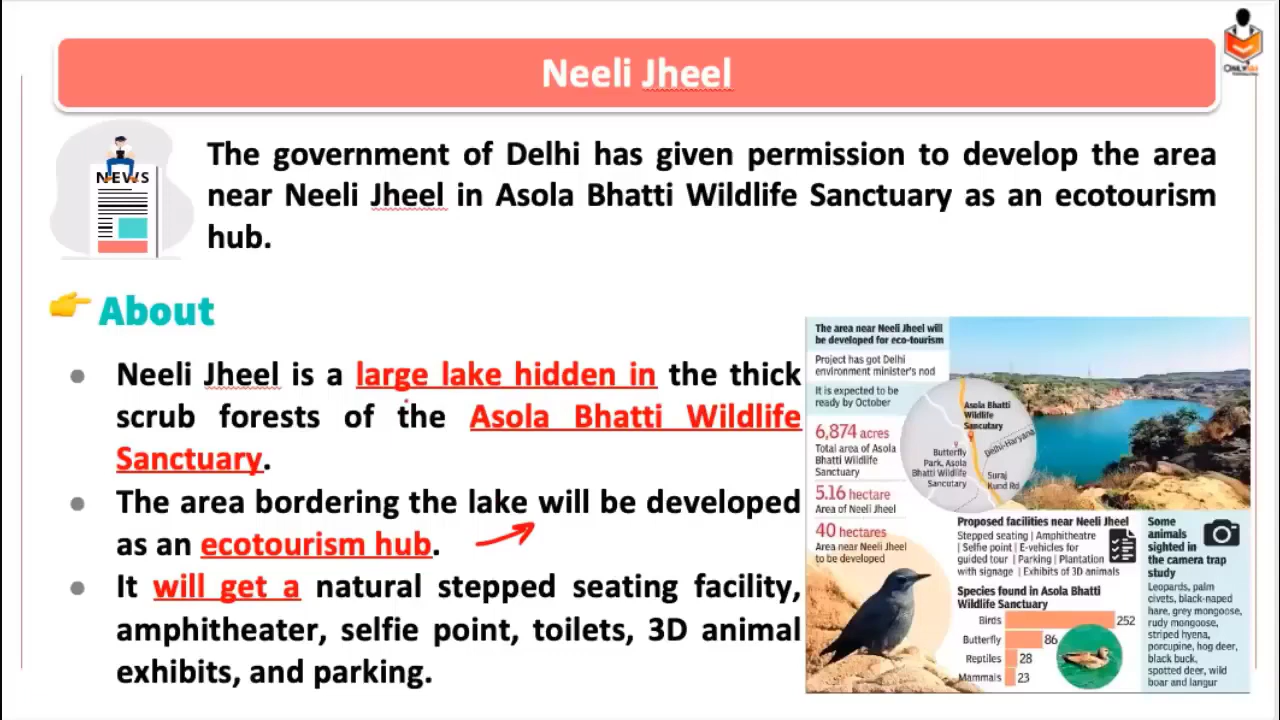 Neeli Jheel
NEWS
The government of Delhi has given permission to develop the area
near Neeli Jheel in Asola Bhatti Wildlife Sanctuary as an ecotourism
hub.
About
Neeli Jheel is a large lake hidden in the thick
scrub forests of the Asola Bhatti Wildlife
Sanctuary.
The area bordering the lake will be developed
as an ecotourism hub.
It will get a natural stepped seating facility,
amphitheater, selfie point, toilets, 3D animal
exhibits, and parking.
The area near Neeli Jheel will
be developed for eco-tourism
Project has got Delhi
environment minister's nod
It is expected to be
ready by October
6,874 acres
Total area of Asola
Bhatti Wildlife
Sanctuary
5.16 hectare
Area of Neeli Jheel
40 hectares
Area near Neeli Jheel
to be developed
Asola Bhatti
Wildlife
Sancutary
Delhi-Haryana
Butterfly
Park, Asola
Bhatti Wildlife
Sancutary
Suraj
Kund Rd
Proposed facilities near Neeli Jheel
Stepped seating | Amphitheatre
| Selfie point | E-vehicles for
guided tour | Parking | Plantation
with signage | Exhibits of 3D animals
Species found in Asola Bhatti
Wildlife Sanctuary
Birds 252
Butterfly 86
Reptiles 28
Mammals 23
Some
animals
sighted in
the camera trap
study
Leopards, palm
civets, black-naped
hare, grey mongoose,
rudy mongoose,
striped hyena,
porcupine, hog deer,
black buck,
spotted deer, wild
boar and langur